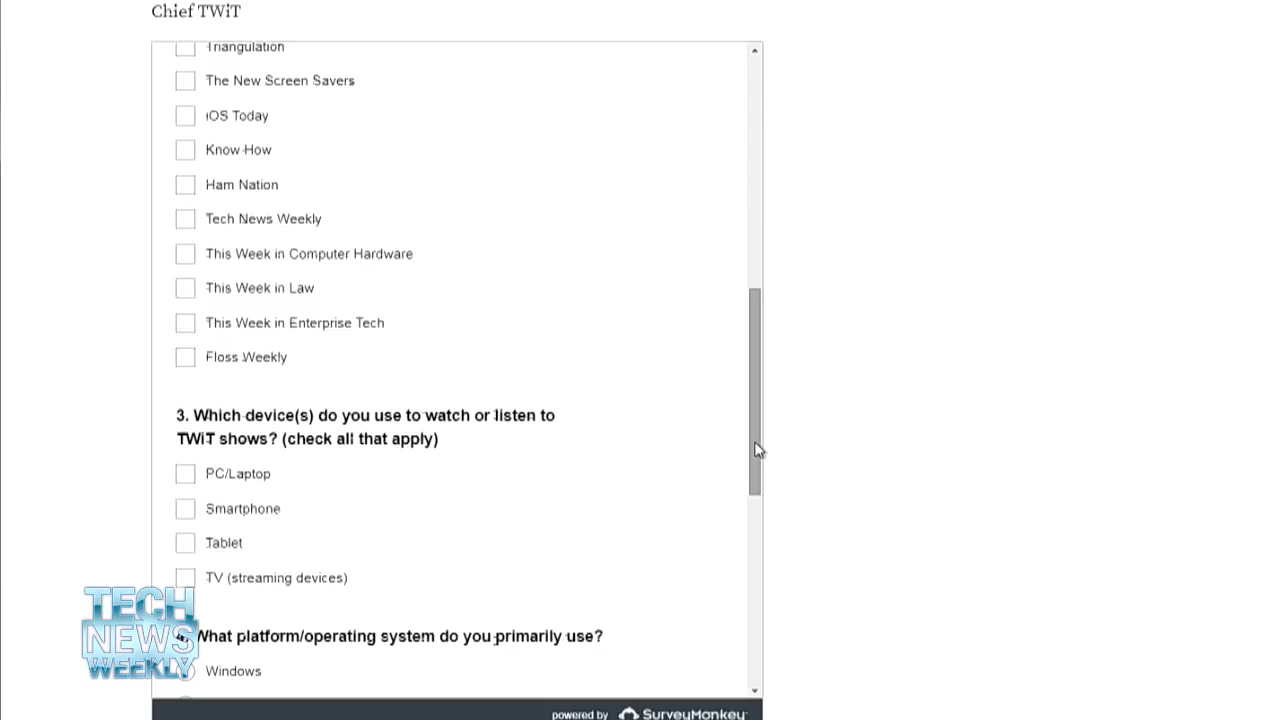 Chief TWiT
Triangulation
The New Screen Savers
iOS Today
Know How
Ham Nation
Tech News Weekly
This Week in Computer Hardware
This Week in Law
This Week in Enterprise Tech
Floss Weekly
3. Which device(s) do you use to watch or listen to
TWiT shows? (check all that apply)
PC/Laptop
Smartphone
Tablet
TV (streaming devices)
What platform/operating system do you primarily use?
Windows
TECH
NEWS
WEEKLY
powered by SurveyMonkey